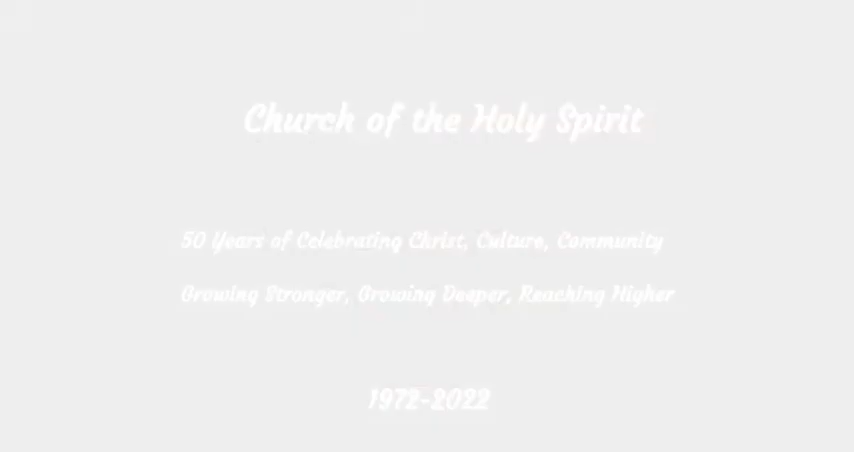 Church of the Holy Spirit
50 Years of Celebrating Christ, Culture, Community
Growing Stronger, Growing Deeper, Reaching Higher
1972-2022